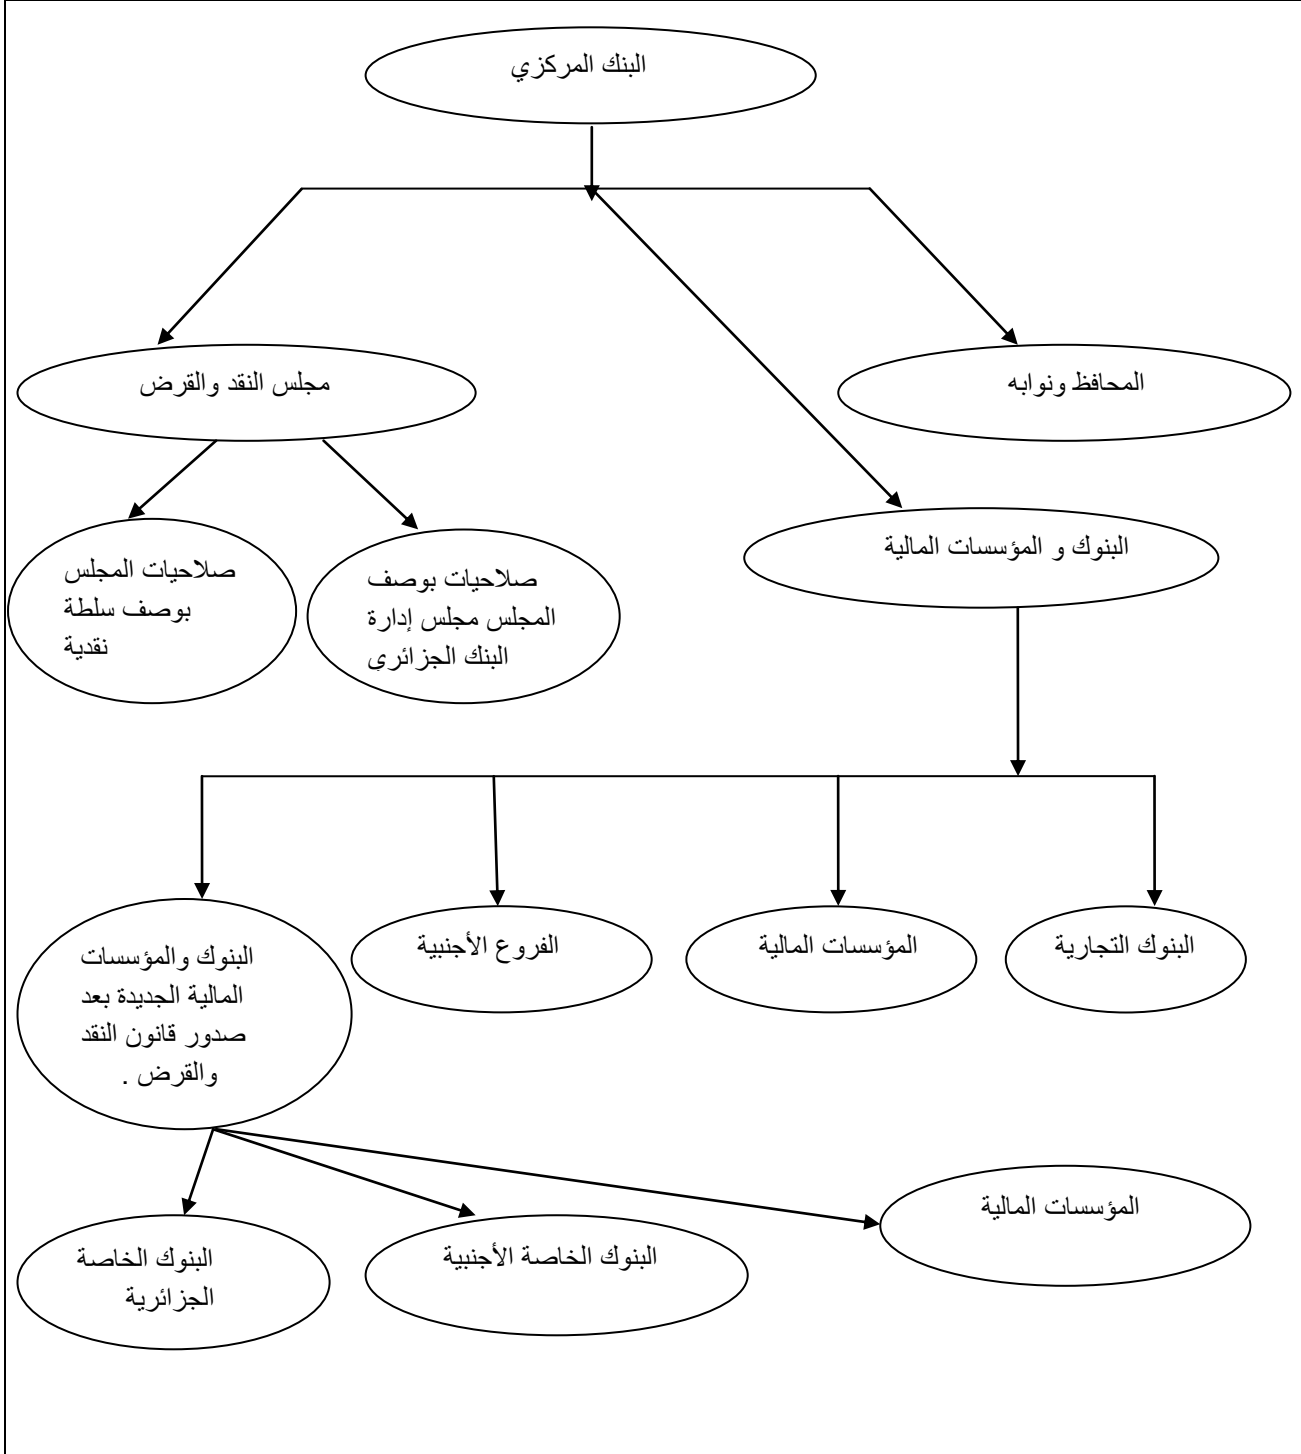 البنك المركزي
المحافظ ونوابه
مجلس النقد والقرض
البنوك و المؤسسات المالية
صلاحيات بوصف
المجلس مجلس إدارة
البنك الجزائري
صلاحيات المجلس
بوصف سلطة
نقدية
البنوك التجارية
المؤسسات المالية
الفروع الأجنبية
البنوك والمؤسسات
المالية الجديدة بعد
صدور قانون النقد
والقرض .
المؤسسات المالية
البنوك الخاصة الأجنبية
البنوك الخاصة
الجزائرية